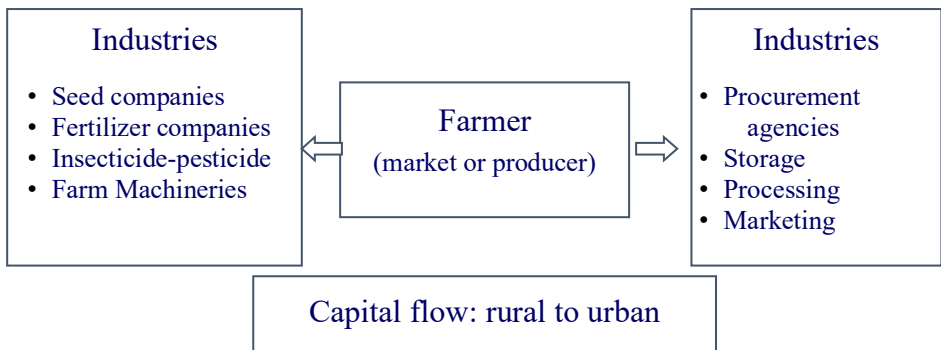 Industries
• Seed companies
• Fertilizer companies
• Insecticide-pesticide
• Farm Machineries
Farmer
(market or producer)
Industries
• Procurement
agencies
• Storage
• Processing
• Marketing
Capital flow: rural to urban